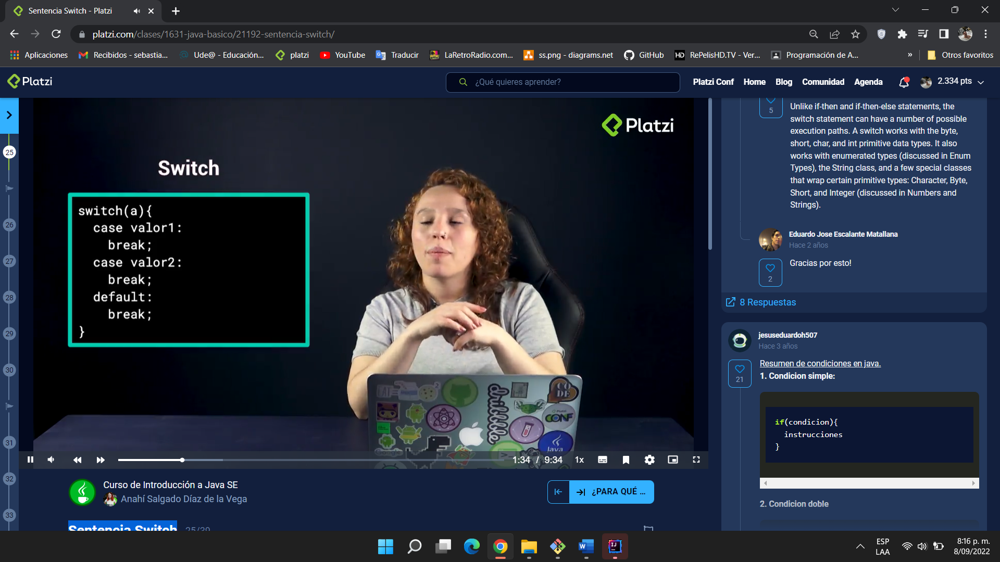 Sentencia Switch - Platzi
platzi.com/clases/1631-java-basico/21192-sentencia-switch/
Aplicaciones
Recibidos - sebastia...
Ude@ - Educación...
platzi
YouTube
Traducir
LaRetroRadio.com...
ss.png - diagrams.net
GitHub
HD
RePelisHD.TV - Ver...
Programación de A...
»
Otros favoritos
Platzi
¿Qué quieres aprender?
Platzi Conf
Home
Blog
Comunidad
Agenda
2.334 pts
25
26
27
28
29
30
31
32
33
Platzi
Switch
switch(a){
case valor1:
break;
case valor2:
break;
default:
break;
}
CO
DE
dribbble
Platzi
CONF
Java
Google
1:34 / 9:34
1x
Curso de Introducción a Java SE
Anahí Salgado Díaz de la Vega
¿PARA QUÉ ...
Sentencia Switch 25/39
5
Unlike if-then and if-then-else statements, the
switch statement can have a number of possible
execution paths. A switch works with the byte,
short, char, and int primitive data types. It also
works with enumerated types (discussed in Enum
Types), the String class, and a few special classes
that wrap certain primitive types: Character, Byte,
Short, and Integer (discussed in Numbers and
Strings).
Eduardo Jose Escalante Matallana
Hace 2 años
Gracias por esto!
2
8 Respuestas
jesuseduardoh507
Hace 3 años
21
Resumen de condiciones en java.
1. Condicion simple:
if(condicion){
instrucciones
}
2. Condicion doble
IJ
ESP
LAA
8:16 p. m.
8/09/2022